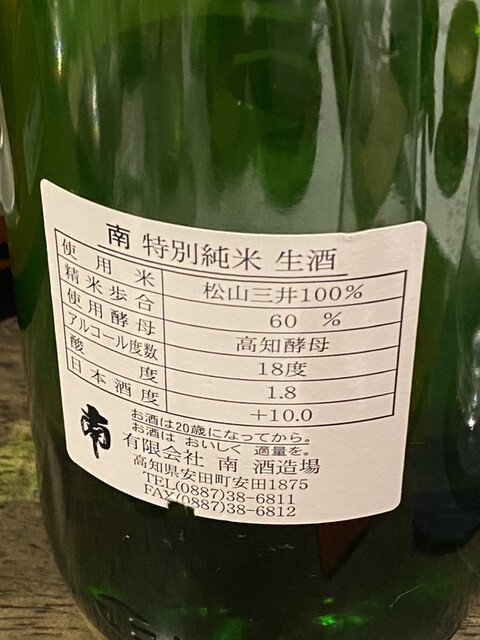 南 特別純米 生酒
使用米 松山三井100%
精米歩合 60 %
使用酵母 高知酵母
アルコール度数 18度
酸度 1.8
日本酒度 +10.0
お酒は20歳になってから。
お酒は おいしく 適量を。
南 有限会社 南 酒造場
高知県安田町安田1875
TEL(0887)38-6811
FAX(0887)38-6812